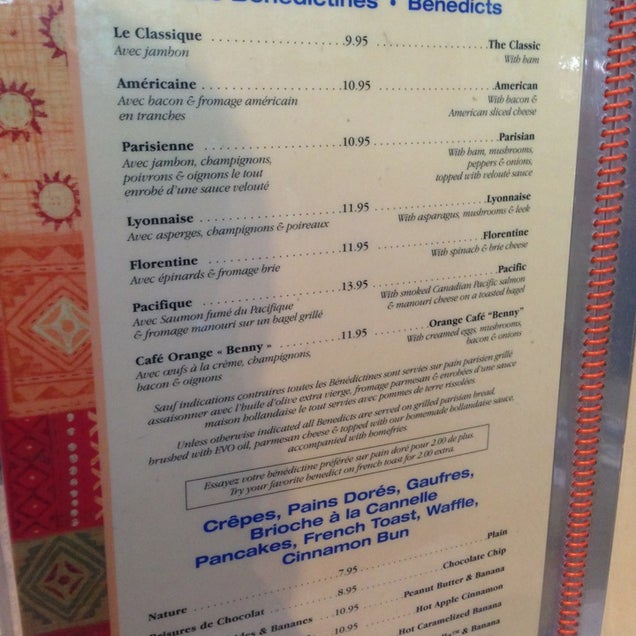 Bénédictines • Benedicts
Le Classique 9.95 The Classic
Avec jambon With ham
Américaine 10.95 American
Avec bacon & fromage américain With bacon &
en tranches American sliced cheese
Parisienne 10.95 Parisian
Avec jambon, champignons, With ham, mushrooms,
poivrons & oignons le tout peppers & onions,
enrobé d'une sauce velouté topped with velouté sauce
Lyonnaise 11.95 Lyonnaise
Avec asperges, champignons & poireaux With asparagus, mushrooms & leek
Florentine 11.95 Florentine
Avec épinards & fromage brie With spinach & brie cheese
Pacifique 13.95 Pacific
Avec Saumon fumé du Pacifique With smoked Canadian Pacific salmon
& fromage manouri sur un bagel grillé & manouri cheese on a toasted bagel
Café Orange « Benny » 11.95 Orange Café "Benny"
Avec œufs à la crème, champignons, With creamed eggs, mushrooms,
bacon & oignons bacon & onions
Sauf indications contraires toutes les Bénédictines sont servies sur pain parisien grillé
assaisonner avec l'huile d'olive extra vierge, fromage parmesan & enrobées d'une sauce
maison hollandaise le tout servies avec pommes de terre rissolées.
Unless otherwise indicated all Benedicts are served on grilled parisian bread,
brushed with EVO oil, parmesan cheese & topped with our homemade hollandaise sauce,
accompanied with homefries.
Essayez votre bénédictine préférée sur pain doré pour 2.00 de plus.
Try your favorite benedict on french toast for 2.00 extra.
Crêpes, Pains Dorés, Gaufres,
Brioche à la Cannelle
Pancakes, French Toast, Waffle,
Cinnamon Bun
Nature 7.95 Plain
de Chocolat 8.95 Chocolate Chip
& Bananes 10.95 Peanut Butter & Banana
10.95 Hot Apple Cinnamon
Hot Caramelized Banana
& Banana